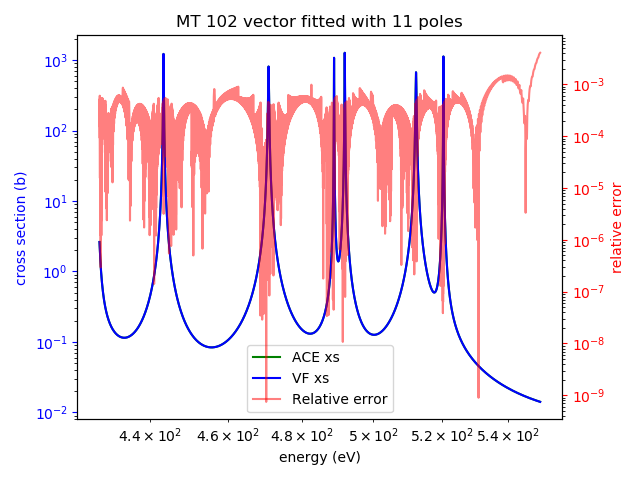 MT 102 vector fitted with 11 poles
cross section (b)
10³
10²
10¹
10⁰
10⁻¹
10⁻²
10⁻³
10⁻⁴
10⁻⁵
10⁻⁶
10⁻⁷
10⁻⁸
10⁻⁹
relative error
ACE xs
VF xs
Relative error
4.4 × 10² 4.6 × 10² 4.8 × 10² 5 × 10² 5.2 × 10² 5.4 × 10²
energy (eV)